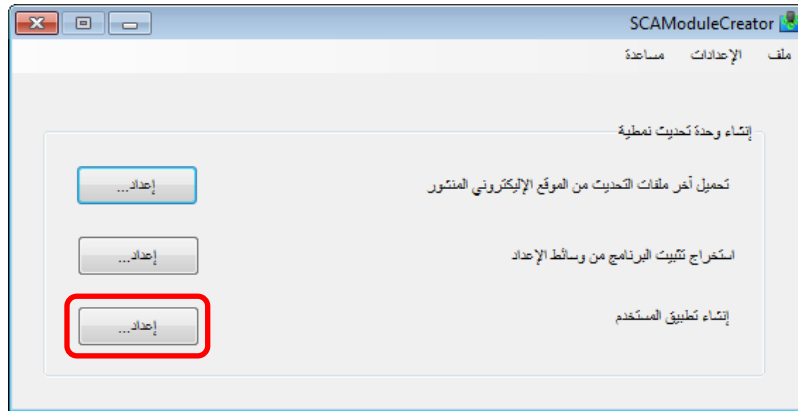 SCAModuleCreator
ملف الإعدادات مساعدة
إنشاء وحدة تحديث نمطية
تحميل آخر ملفات التحديث من الموقع الإليكتروني المنشور
إعداد...
استخراج تثبيت البرنامج من وسائط الإعداد
إعداد...
إنشاء تطبيق المستخدم
إعداد...